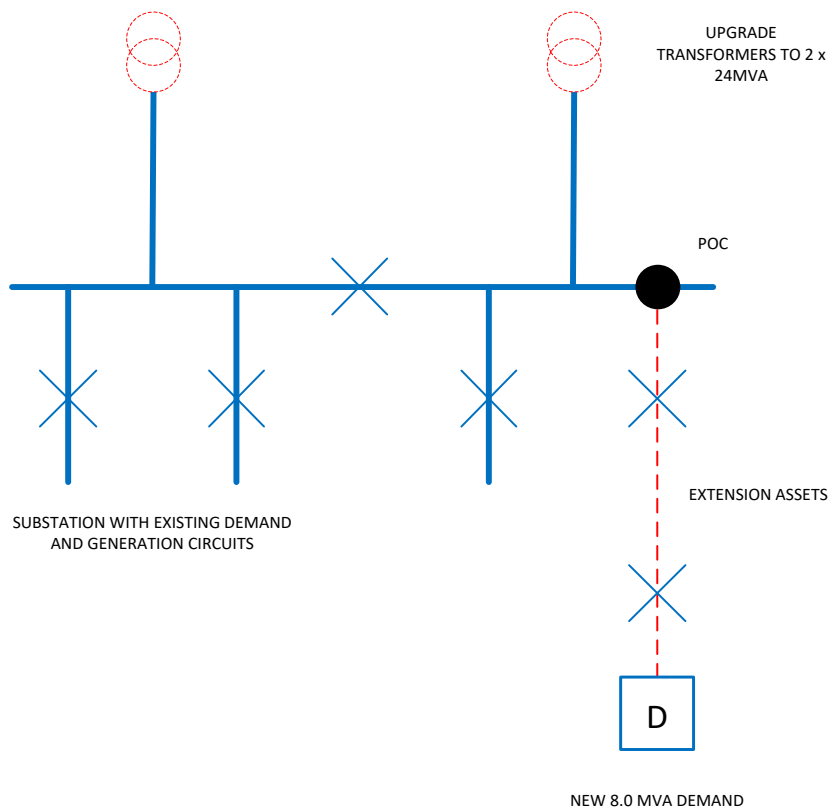 UPGRADE
TRANSFORMERS TO 2 x
24MVA
POC
EXTENSION ASSETS
SUBSTATION WITH EXISTING DEMAND
AND GENERATION CIRCUITS
D
NEW 8.0 MVA DEMAND